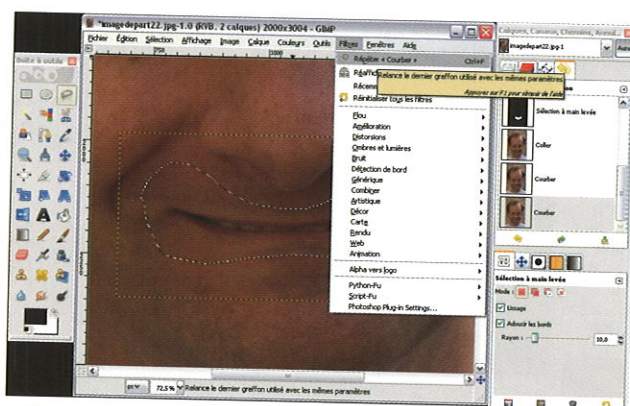 *imagedepart22.jpg-1.0 (RVB, 2 calques) 2000x3004 - GIMP
Fichier Édition Sélection Affichage Image Calque Couleurs Outils Filtres Fenêtres Aide
Répéter « Courber » Ctrl+F
Relance le dernier greffon utilisé avec les mêmes paramètres
Appuyez sur F1 pour obtenir de l'aide
Réinitialiser tous les filtres
Flou
Amélioration
Distorsions
Ombres et lumières
Bruit
Détection de bord
Générique
Combiner
Artistique
Décor
Carte
Rendu
Web
Animation
Alpha vers logo
Python-Fu
Script-Fu
Photoshop Plug-in Settings...
px 72,5 % Relance le dernier greffon utilisé avec les mêmes paramètres
Boîte à outils
Calques, Canaux, Chemins, Annul...
imagedepart22.jpg-1
Sélection à main levée
Coller
Courber
Courber
Sélection à main levée
Mode :
Lissage
Adoucir les bords
Rayon : 10,0